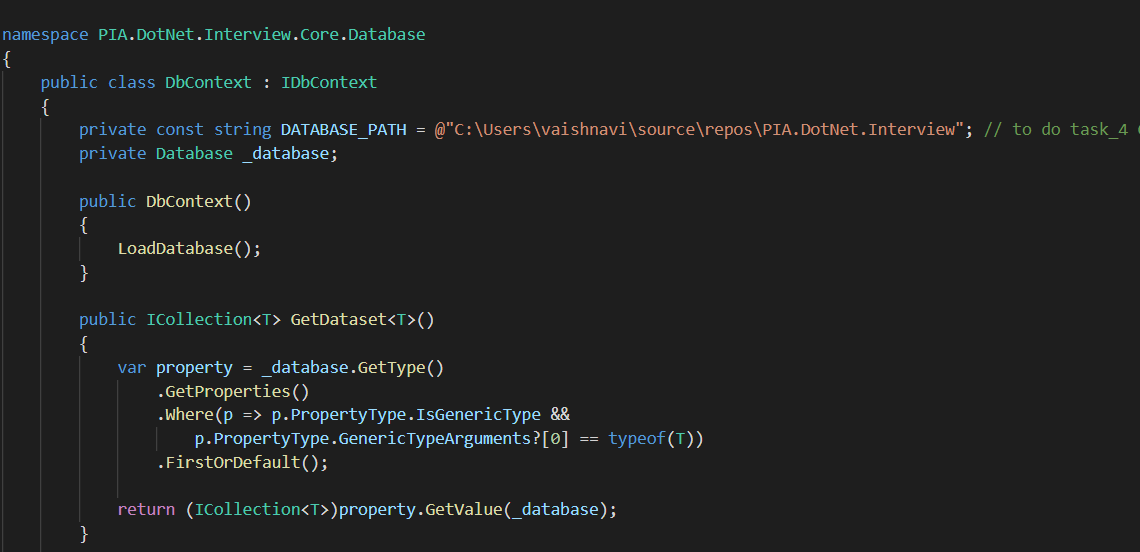 namespace PIA.DotNet.Interview.Core.Database
{
    public class DbContext : IDbContext
    {
        private const string DATABASE_PATH = @"C:\Users\vaishnavi\source\repos\PIA.DotNet.Interview"; // to do task_4
        private Database _database;

        public DbContext()
        {
            LoadDatabase();
        }

        public ICollection<T> GetDataset<T>()
        {
            var property = _database.GetType()
                .GetProperties()
                .Where(p => p.PropertyType.IsGenericType &&
                    p.PropertyType.GenericTypeArguments?[0] == typeof(T))
                .FirstOrDefault();

            return (ICollection<T>)property.GetValue(_database);
        }